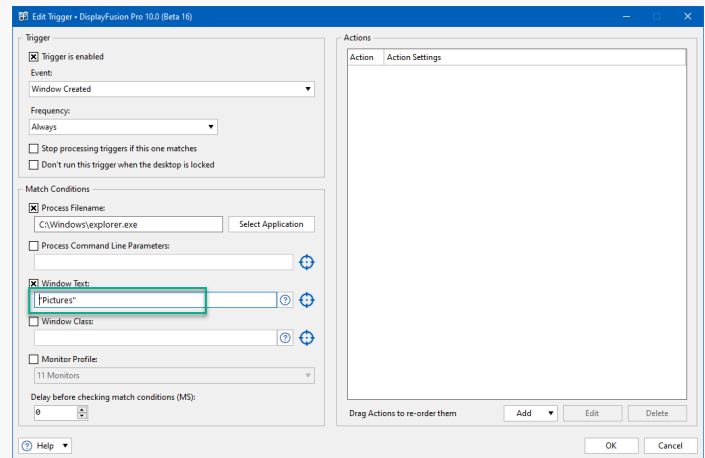 Edit Trigger • DisplayFusion Pro 10.0 (Beta 16)
Trigger
Trigger is enabled
Event:
Window Created
Frequency:
Always
Stop processing triggers if this one matches
Don't run this trigger when the desktop is locked
Match Conditions
Process Filename:
C:\Windows\explorer.exe
Select Application
Process Command Line Parameters:
Window Text:
"Pictures"
Window Class:
Monitor Profile:
11 Monitors
Delay before checking match conditions (MS):
0
Help
Actions
Action Action Settings
Drag Actions to re-order them
Add
Edit
Delete
OK
Cancel